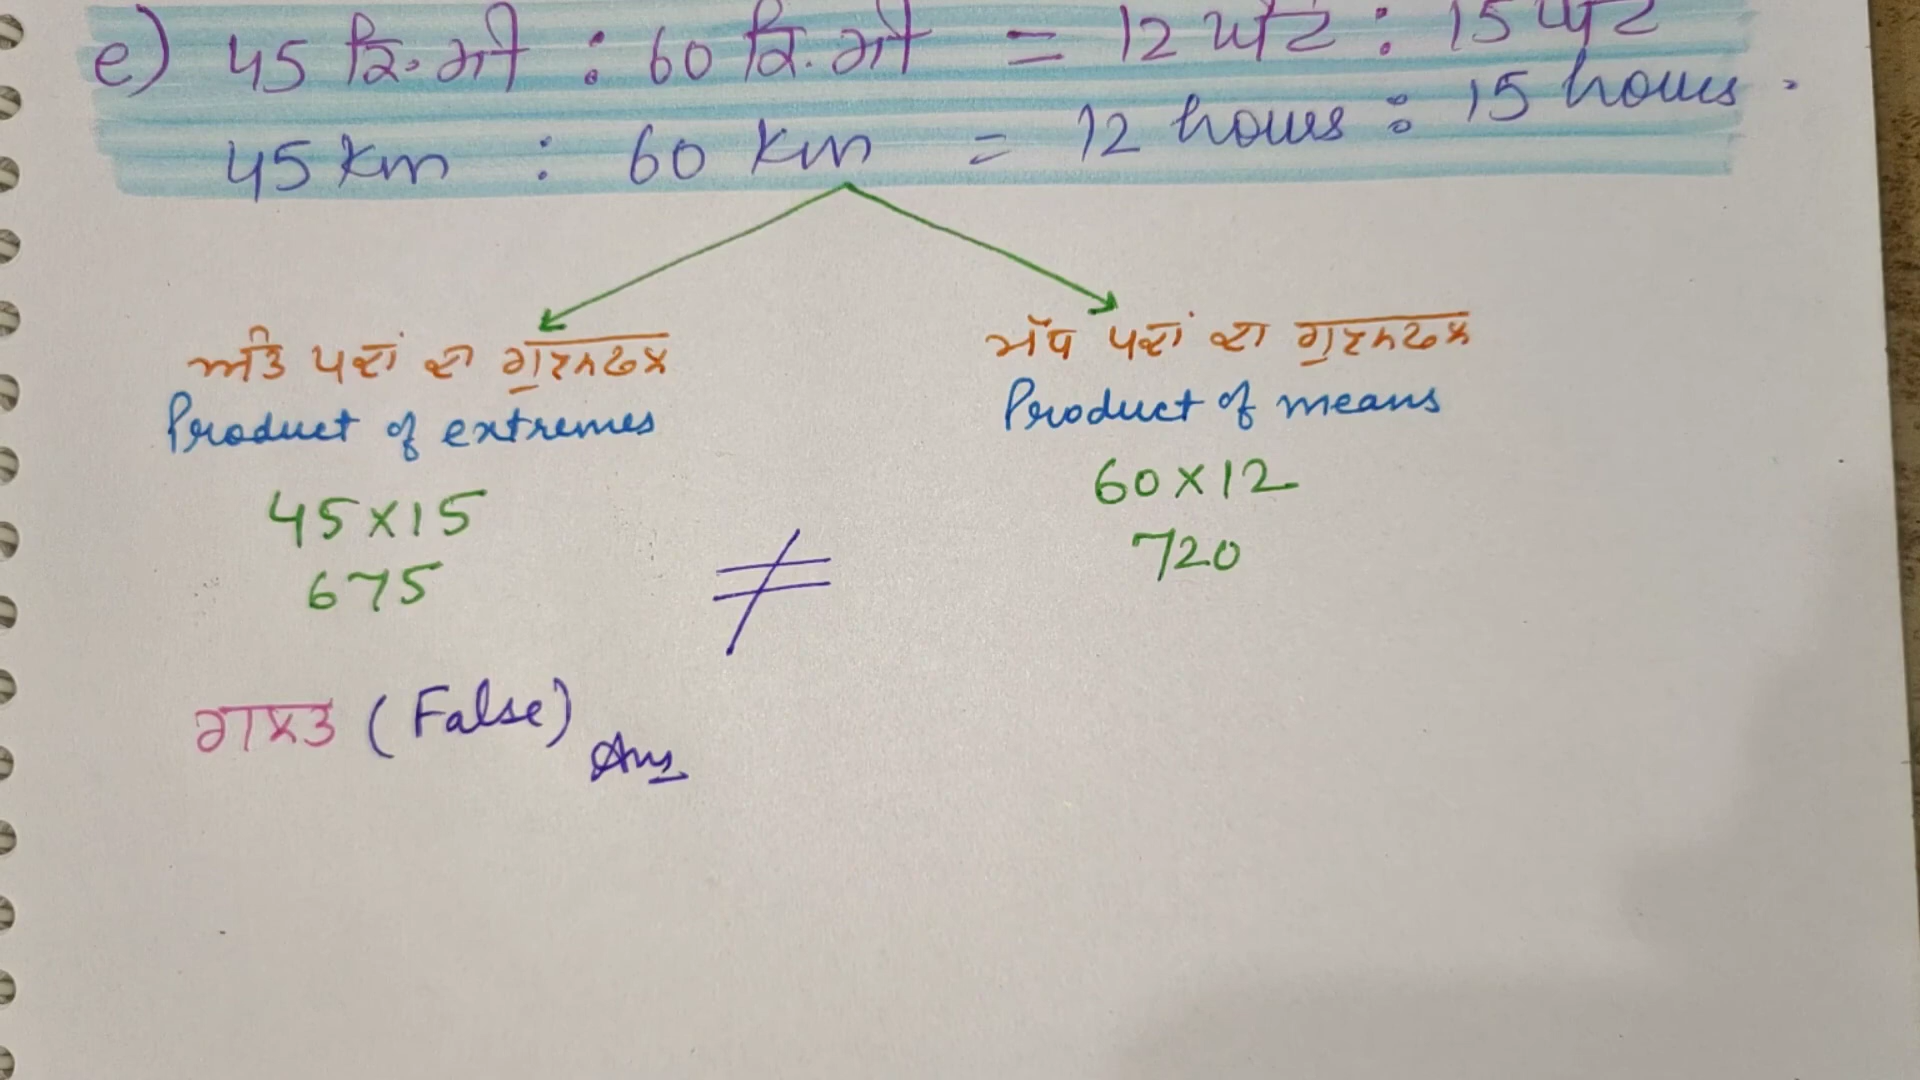 e) 45 ਕਿ.ਮੀ : 60 ਕਿ.ਮੀ = 12 ਘੰਟੇ : 15 ਘੰਟੇ
45 km : 60 km = 12 hours : 15 hours.
ਅੰਤ ਪਦਾਂ ਦਾ ਗੁਣਨਫਲ
ਮੱਧ ਪਦਾਂ ਦਾ ਗੁਣਨਫਲ
Product of extremes
Product of means
45×15
60×12
675
≠
720
ਗਲਤ (False) Ans